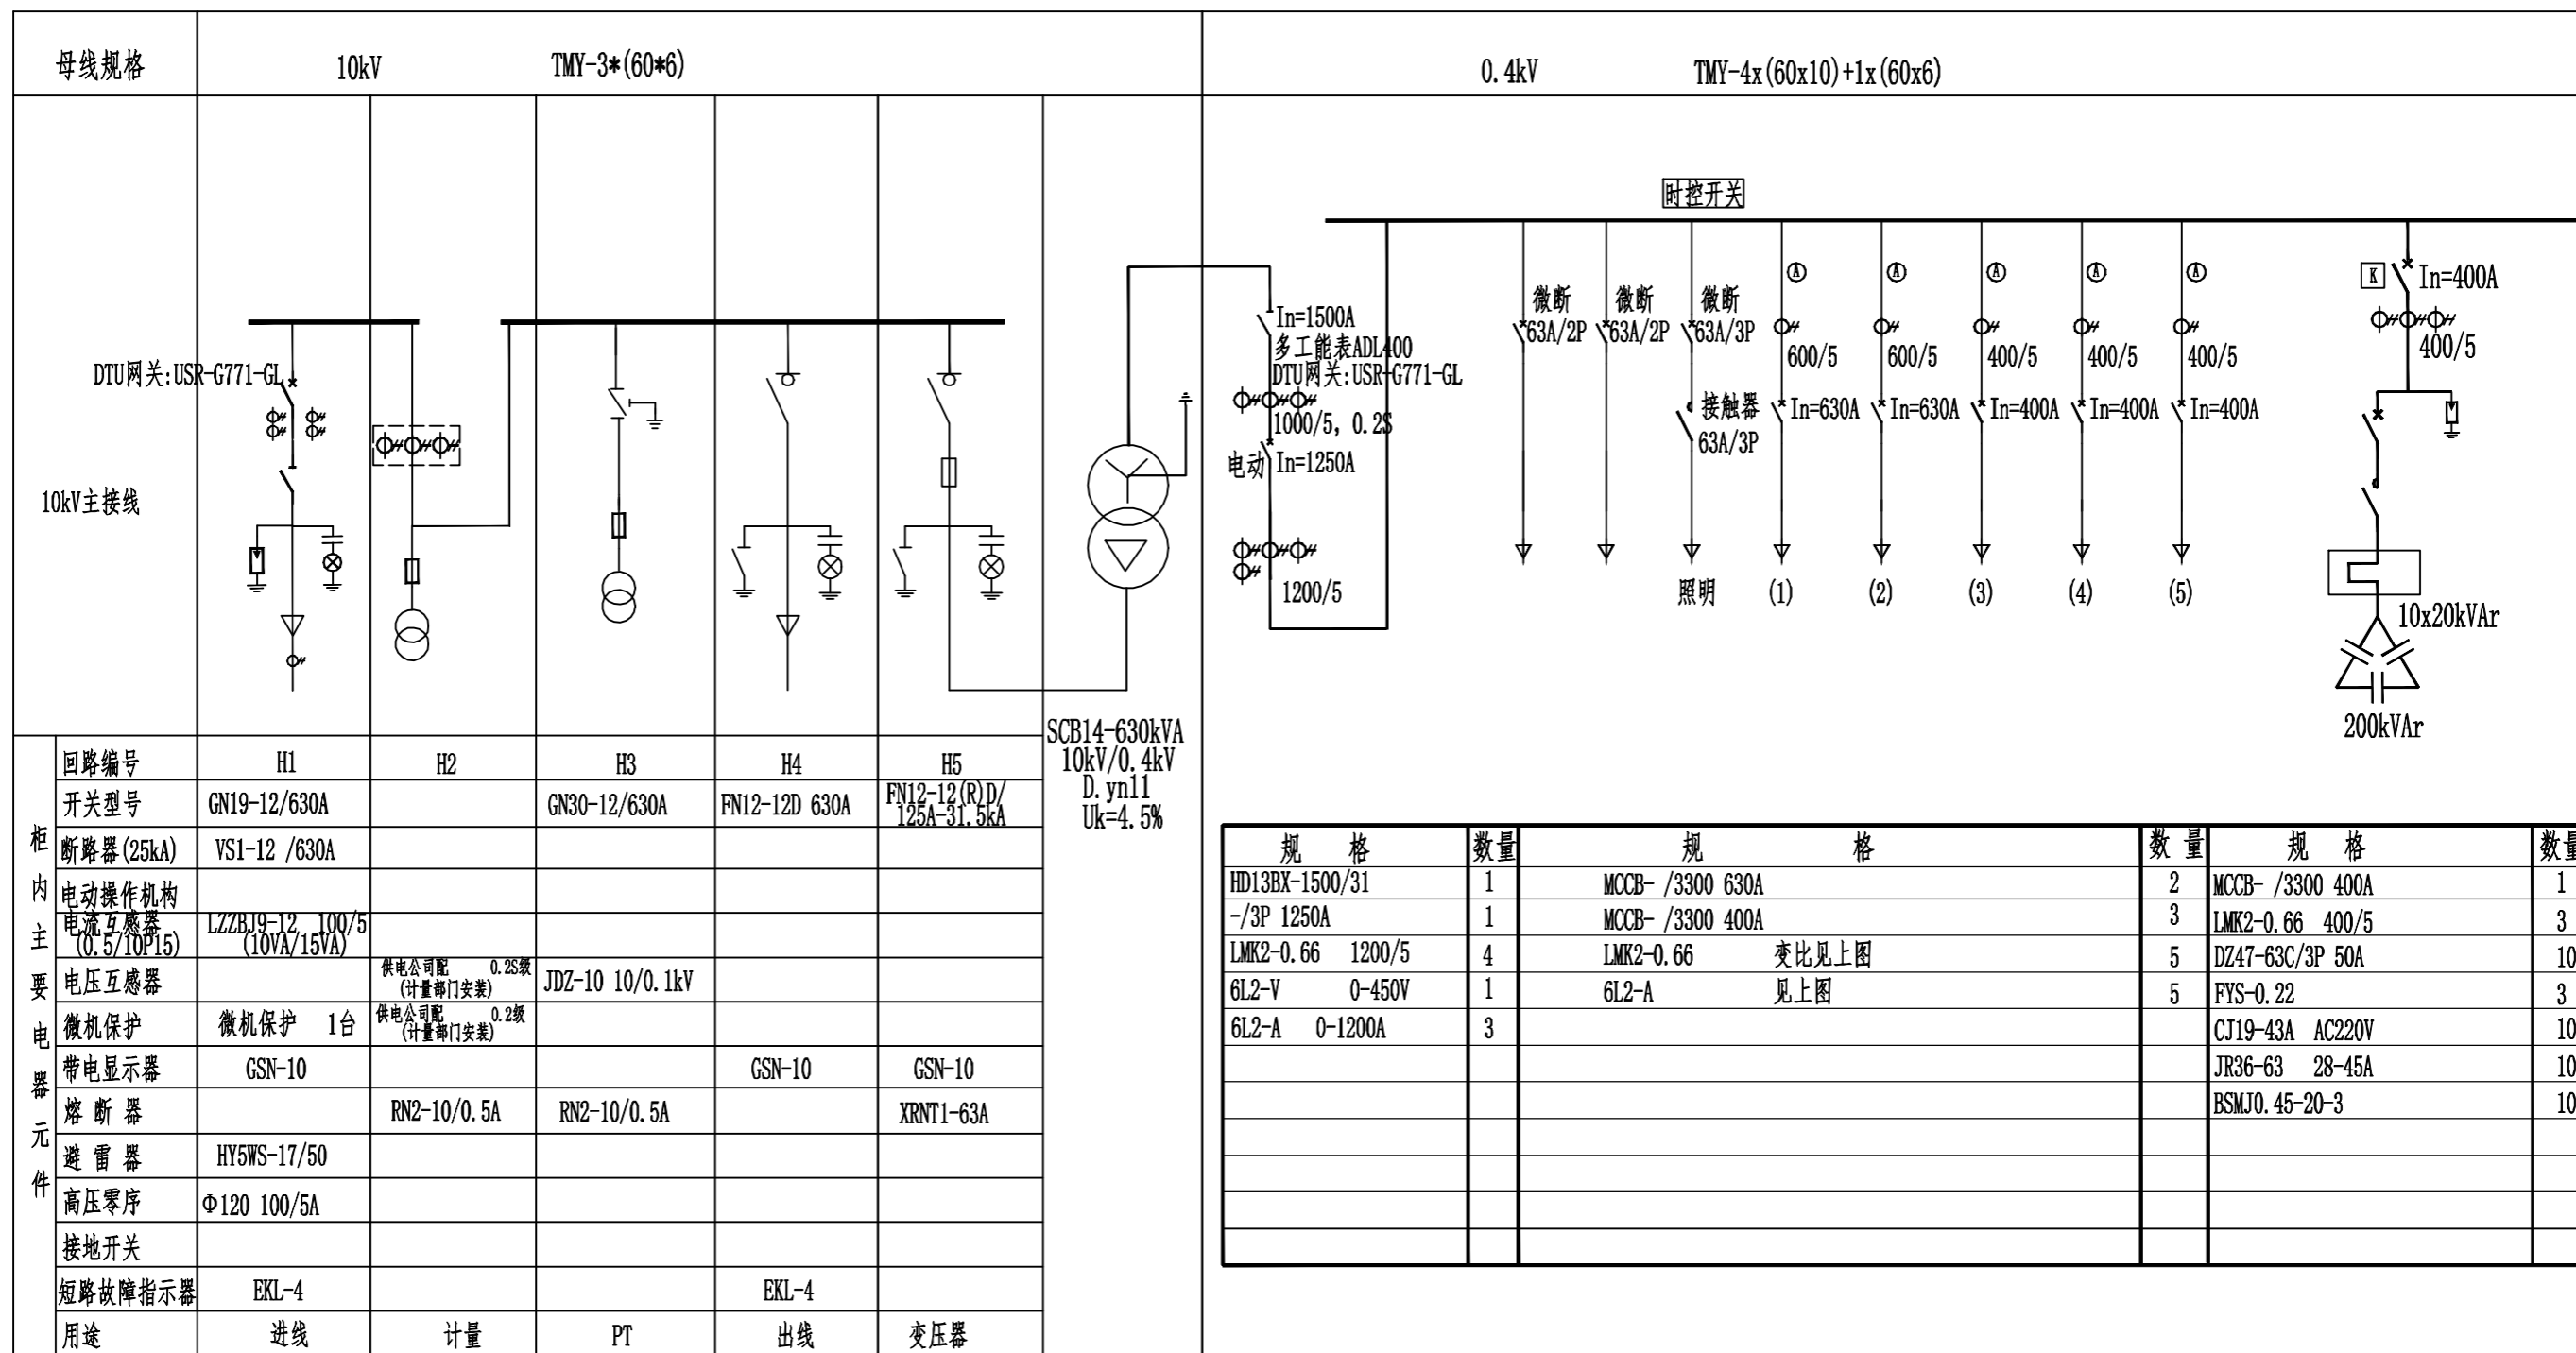 母线规格
10kV
TMY-3*(60*6)
0.4kV
TMY-4x(60x10)+1x(60x6)
10kV主接线
DTU网关:USR-G771-GL
SCB14-630kVA
10kV/0.4kV
D.yn11
Uk=4.5%
时控开关
In=1500A
多工能表ADL400
DTU网关:USR-G771-GL
1000/5, 0.2S
电动 In=1250A
1200/5
微断
63A/2P
微断
63A/2P
微断
63A/3P
接触器
63A/3P
照明
A
600/5
In=630A
(1)
A
600/5
In=630A
(2)
A
400/5
In=400A
(3)
A
400/5
In=400A
(4)
A
400/5
In=400A
(5)
K
In=400A
400/5
10x20kVAr
200kVAr
柜内主要电器元件
回路编号 H1 H2 H3 H4 H5
开关型号 GN19-12/630A GN30-12/630A FN12-12D 630A FN12-12(R)D/
125A-31.5kA
断路器(25kA) VS1-12 /630A
电动操作机构
电流互感器 LZZBJ9-12 100/5
(0.5/10P15) (10VA/15VA)
电压互感器 供电公司配 0.2S级 JDZ-10 10/0.1kV
(计量部门安装)
微机保护 微机保护 1台 供电公司配 0.2级
(计量部门安装)
带电显示器 GSN-10 GSN-10 GSN-10
熔断器 RN2-10/0.5A RN2-10/0.5A XRNT1-63A
避雷器 HY5WS-17/50
高压零序 Φ120 100/5A
接地开关
短路故障指示器 EKL-4 EKL-4
用途 进线 计量 PT 出线 变压器
规格 数量 规格 数量 规格 数量
HD13BX-1500/31 1 MCCB- /3300 630A 2 MCCB- /3300 400A 1
-/3P 1250A 1 MCCB- /3300 400A 3 LMK2-0.66 400/5 3
LMK2-0.66 1200/5 4 LMK2-0.66 变比见上图 5 DZ47-63C/3P 50A 10
6L2-V 0-450V 1 6L2-A 见上图 5 FYS-0.22 3
6L2-A 0-1200A 3 CJ19-43A AC220V 10
JR36-63 28-45A 10
BSMJ0.45-20-3 10